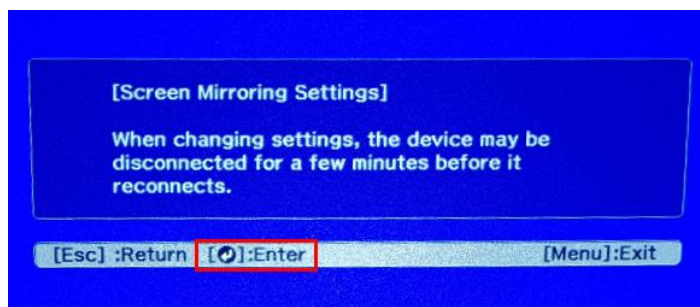 [Screen Mirroring Settings]
When changing settings, the device may be
disconnected for a few minutes before it
reconnects.
[Esc] :Return [↵]:Enter [Menu]:Exit